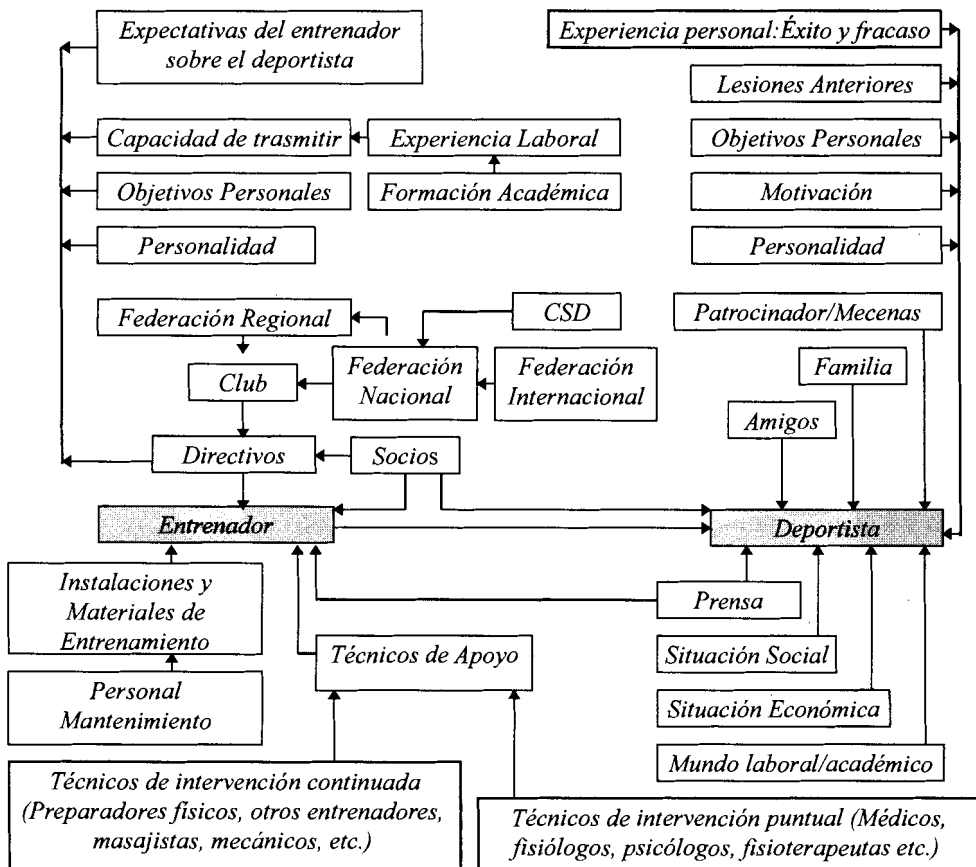 Expectativas del entrenador
sobre el deportista
Experiencia personal:Éxito y fracaso
Lesiones Anteriores
Capacidad de trasmitir
Experiencia Laboral
Objetivos Personales
Objetivos Personales
Formación Académica
Motivación
Personalidad
Personalidad
Federación Regional
CSD
Patrocinador/Mecenas
Club
Federación
Nacional
Federación
Internacional
Familia
Amigos
Directivos
Socios
Entrenador
Deportista
Instalaciones y
Materiales de
Entrenamiento
Prensa
Técnicos de Apoyo
Situación Social
Personal
Mantenimiento
Situación Económica
Mundo laboral/académico
Técnicos de intervención continuada
(Preparadores físicos, otros entrenadores,
masajistas, mecánicos, etc.)
Técnicos de intervención puntual (Médicos,
fisiólogos, psicólogos, fisioterapeutas etc.)